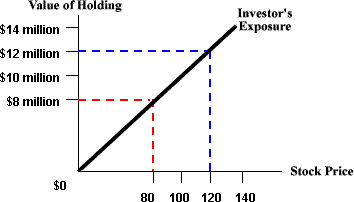 Value of Holding
Investor's
Exposure
$14 million
$12 million
$10 million
$8 million
$0
Stock Price
80 100 120 140